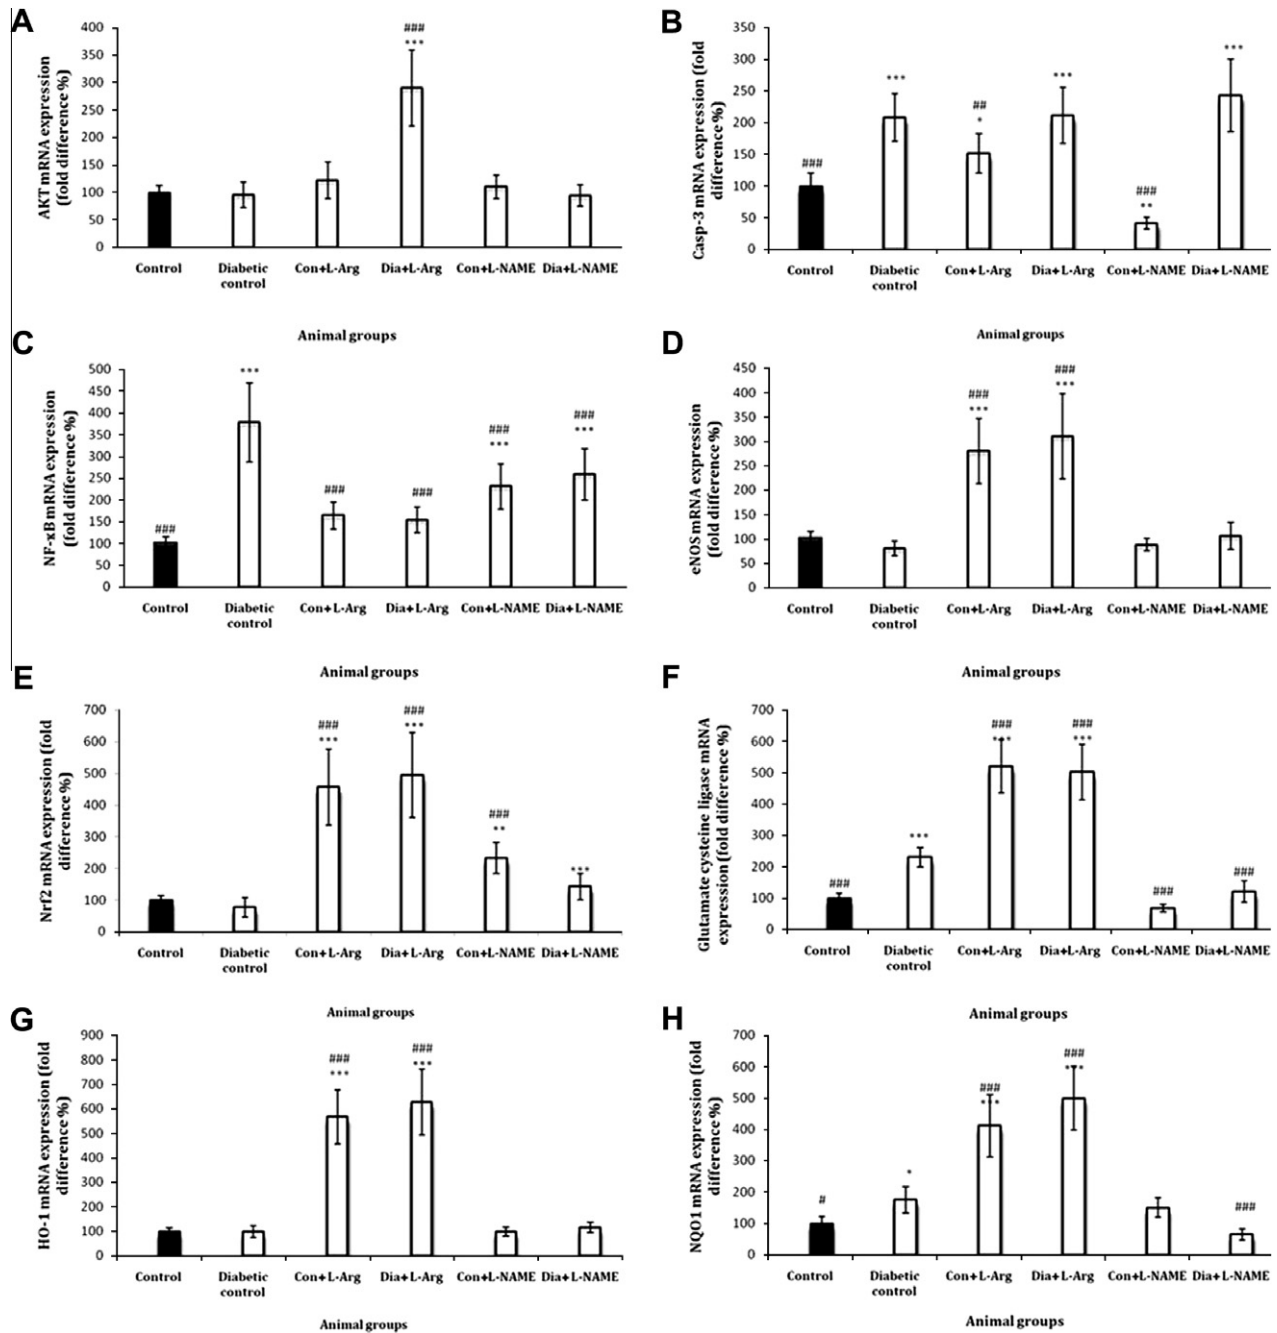 A
AKT mRNA expression
(fold difference %)
400
350
300
250
200
150
100
50
0
###
***
Control
Diabetic
control
Con+L-Arg
Dia+L-Arg
Con+L-NAME
Dia+L-NAME
Animal groups
B
Casp-3 mRNA expression (fold
difference %)
350
300
250
200
150
100
50
0
###
***
##
*
***
###
**
***
Control
Diabetic
control
Con+L-Arg
Dia+L-Arg
Con+L-NAME
Dia+L-NAME
Animal groups
C
NF-κB mRNA expression
(fold difference %)
500
450
400
350
300
250
200
150
100
50
0
###
***
###
###
###
***
###
***
Control
Diabetic
control
Con+L-Arg
Dia+L-Arg
Con+L-NAME
Dia+L-NAME
Animal groups
D
eNOS mRNA expression
(fold difference %)
450
400
350
300
250
200
150
100
50
0
###
***
###
***
Control
Diabetic
control
Con+L-Arg
Dia+L-Arg
Con+L-NAME
Dia+L-NAME
Animal groups
E
Nrf2 mRNA expression (fold
difference %)
700
600
500
400
300
200
100
0
###
***
###
***
###
**
***
Control
Diabetic
control
Con+L-Arg
Dia+L-Arg
Con+L-NAME
Dia+L-NAME
Animal groups
F
Glutamate cysteine ligase mRNA
expression (fold difference %)
700
600
500
400
300
200
100
0
###
***
###
***
###
***
###
###
Control
Diabetic
control
Con+L-Arg
Dia+L-Arg
Con+L-NAME
Dia+L-NAME
Animal groups
G
HO-1 mRNA expression (fold
difference %)
900
800
700
600
500
400
300
200
100
0
###
***
###
***
Control
Diabetic
control
Con+L-Arg
Dia+L-Arg
Con+L-NAME
Dia+L-NAME
Animal groups
H
NQO1 mRNA expression (fold
difference %)
700
600
500
400
300
200
100
0
#
*
###
***
###
***
###
Control
Diabetic
control
Con+L-Arg
Dia+L-Arg
Con+L-NAME
Dia+L-NAME
Animal groups